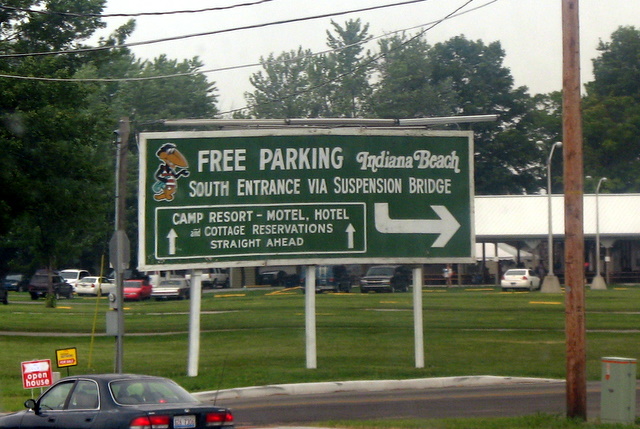 FREE PARKING Indiana Beach
SOUTH ENTRANCE VIA SUSPENSION BRIDGE
CAMP RESORT - MOTEL, HOTEL
and COTTAGE RESERVATIONS
STRAIGHT AHEAD
open
house